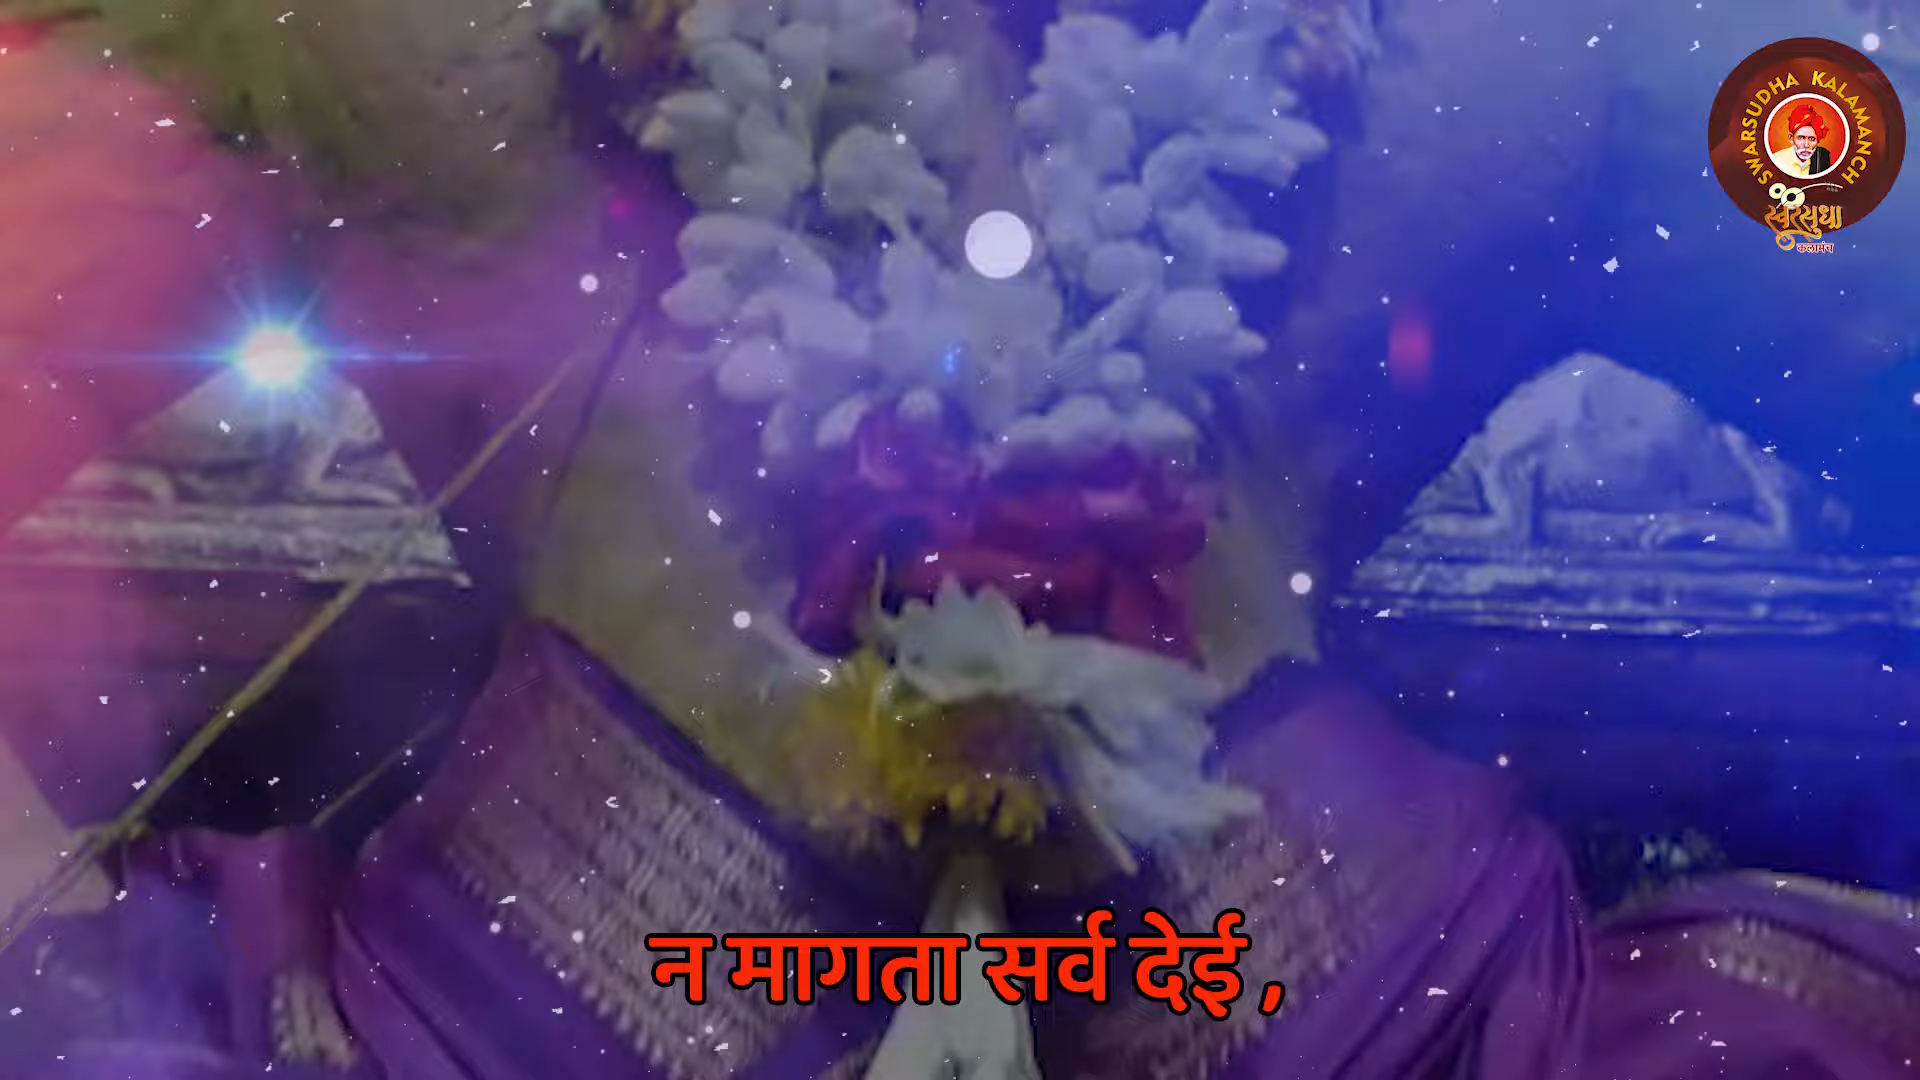 SWARSUDHA KALAMANCH
स्वरसुधा
कलामंच
न मागता सर्व देई ,